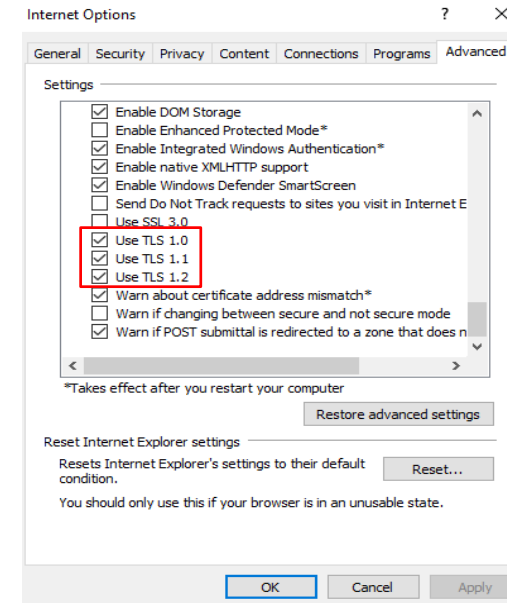 Internet Options ?
General Security Privacy Content Connections Programs Advanced
Settings
Enable DOM Storage
Enable Enhanced Protected Mode*
Enable Integrated Windows Authentication*
Enable native XMLHTTP support
Enable Windows Defender SmartScreen
Send Do Not Track requests to sites you visit in Internet E
Use SSL 3.0
Use TLS 1.0
Use TLS 1.1
Use TLS 1.2
Warn about certificate address mismatch*
Warn if changing between secure and not secure mode
Warn if POST submittal is redirected to a zone that does n
*Takes effect after you restart your computer
Restore advanced settings
Reset Internet Explorer settings
Resets Internet Explorer's settings to their default
condition.
Reset...
You should only use this if your browser is in an unusable state.
OK Cancel Apply